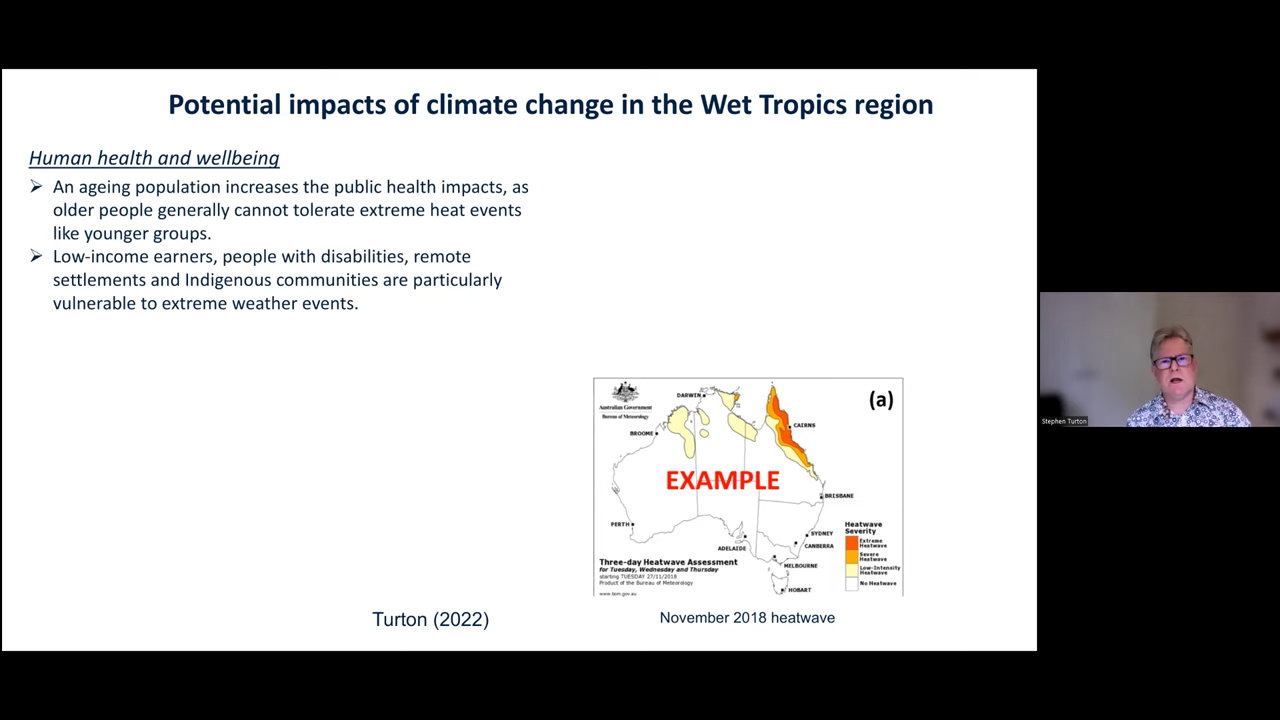 Potential impacts of climate change in the Wet Tropics region
Human health and wellbeing
An ageing population increases the public health impacts, as
older people generally cannot tolerate extreme heat events
like younger groups.
Low-income earners, people with disabilities, remote
settlements and Indigenous communities are particularly
vulnerable to extreme weather events.
Australian Government
Bureau of Meteorology
(a)
DARWIN
BROOME
CAIRNS
EXAMPLE
BRISBANE
PERTH
ADELAIDE
SYDNEY
CANBERRA
MELBOURNE
HOBART
Heatwave
Severity
Extreme
Heatwave
Severe
Heatwave
Low-Intensity
Heatwave
No Heatwave
Three-day Heatwave Assessment
for Tuesday, Wednesday and Thursday
starting TUESDAY 27/11/2018
Product of the Bureau of Meteorology
www.bom.gov.au
Turton (2022)
November 2018 heatwave
Stephen Turton